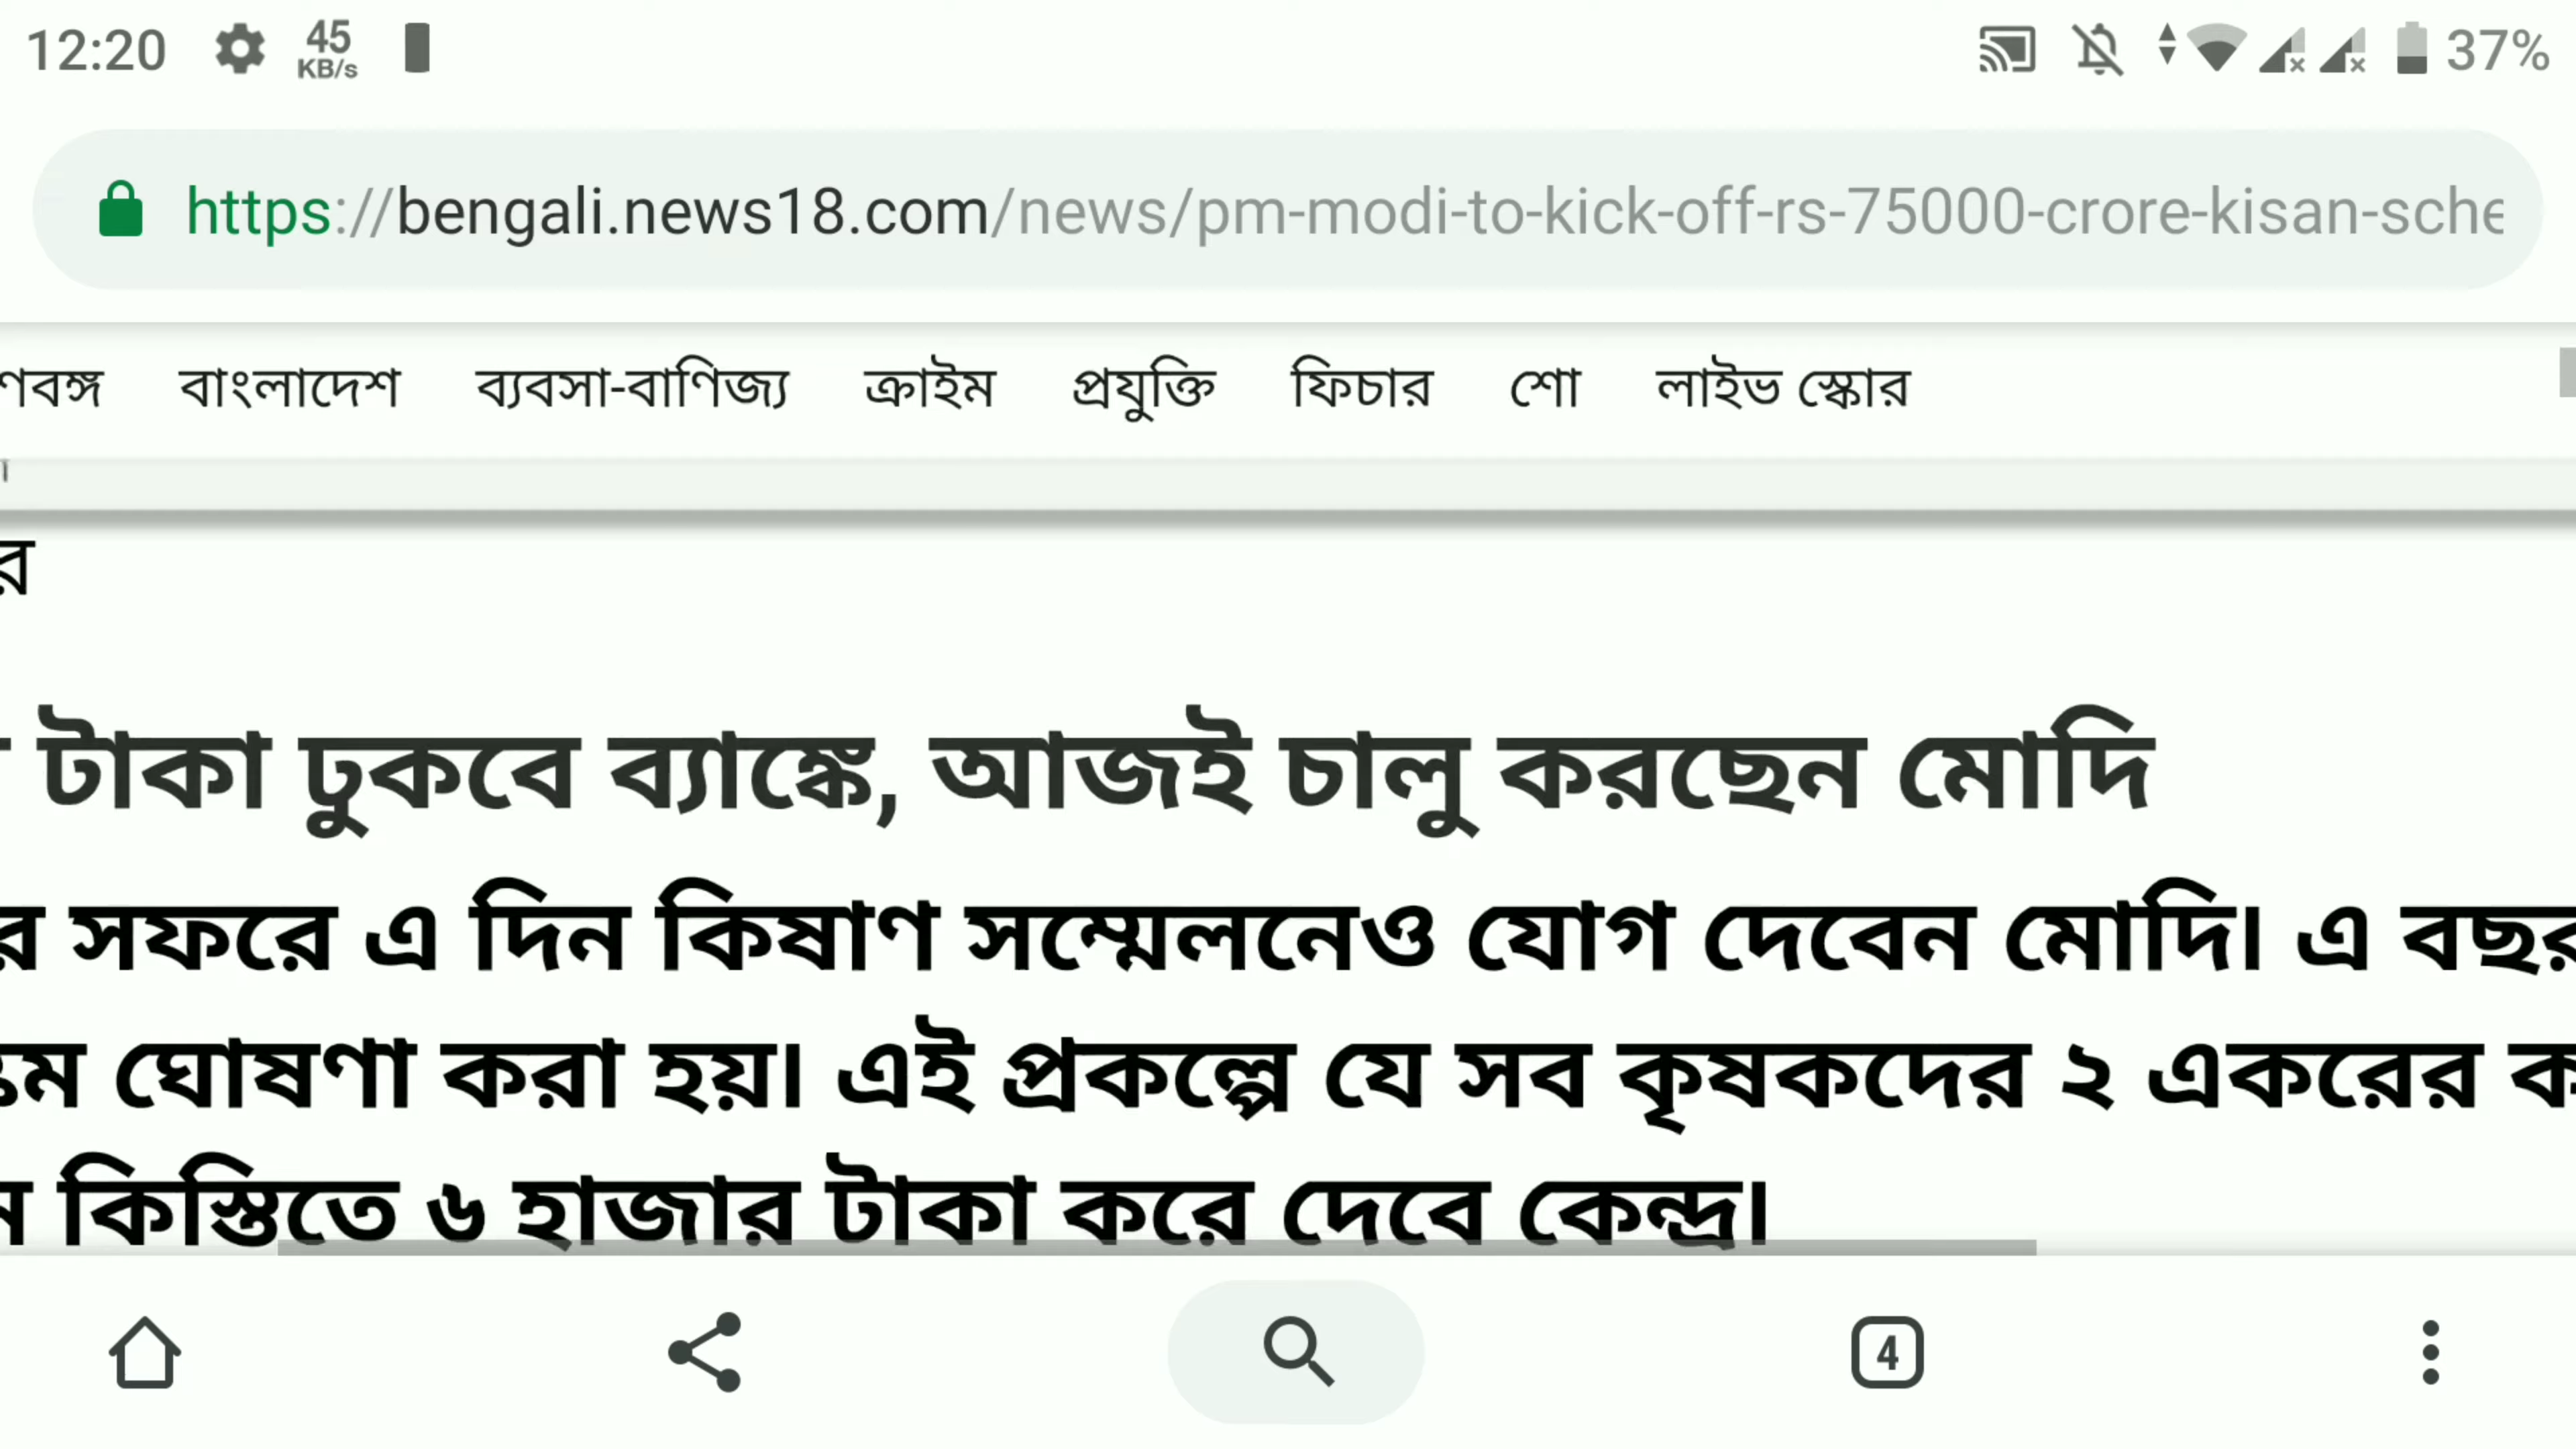 12:20 45 KB/s 37%
https://bengali.news18.com/news/pm-modi-to-kick-off-rs-75000-crore-kisan-sche
ণবঙ্গ বাংলাদেশ ব্যবসা-বাণিজ্য ক্রাইম প্রযুক্তি ফিচার শো লাইভ স্কোর
র
টাকা ঢুকবে ব্যাঙ্কে, আজই চালু করছেন মোদি
র সফরে এ দিন কিষাণ সম্মেলনেও যোগ দেবেন মোদি। এ বছর
ঘোষণা করা হয়। এই প্রকল্পে যে সব কৃষকদের ২ একরের ক
কিস্তিতে ৬ হাজার টাকা করে দেবে কেন্দ্র।
4